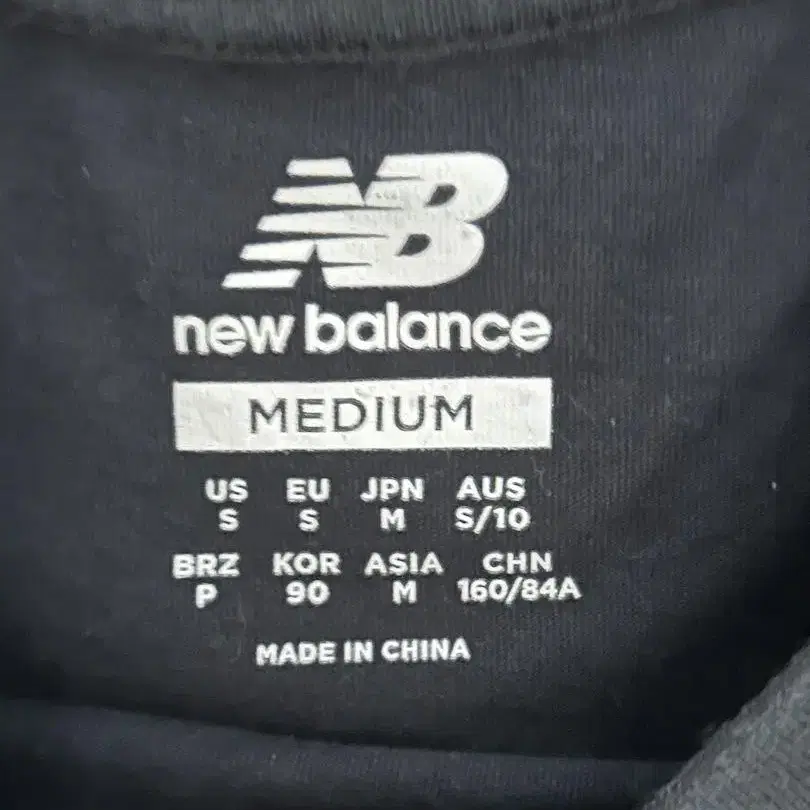 NB
new balance
MEDIUM
US EU JPN AUS
S S M S/10
BRZ KOR ASIA CHN
P 90 M 160/84A
MADE IN CHINA